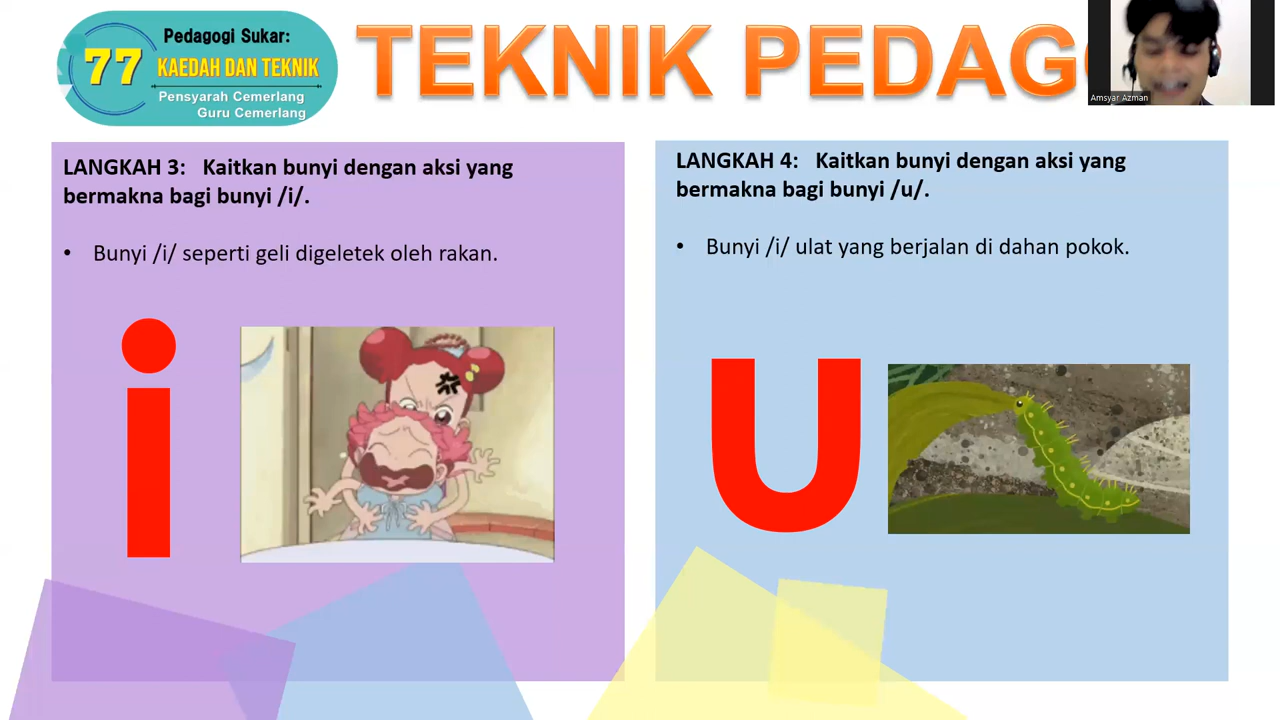 Pedagogi Sukar:
77 KAEDAH DAN TEKNIK
Pensyarah Cemerlang
Guru Cemerlang
TEKNIK PEDAG
Amsyar Azman
LANGKAH 3: Kaitkan bunyi dengan aksi yang
bermakna bagi bunyi /i/.
• Bunyi /i/ seperti geli digeletek oleh rakan.
i
LANGKAH 4: Kaitkan bunyi dengan aksi yang
bermakna bagi bunyi /u/.
• Bunyi /i/ ulat yang berjalan di dahan pokok.
u